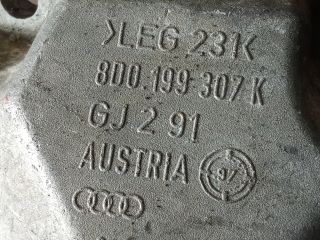 >LEG 23K
8D0 199 307 K
GJ 2 91
AUSTRIA
97